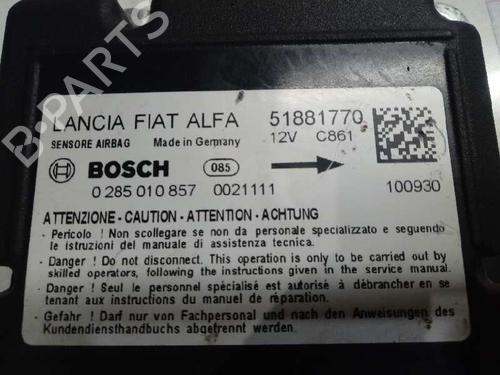 LANCIA FIAT ALFA 51881770
SENSORE AIRBAG Made in Germany 12V C861
BOSCH 085
0 285 010 857 0021111 100930
ATTENZIONE - CAUTION - ATTENTION - ACHTUNG
- Pericolo ! Non scollegare se non da personale specializzato e seguendo
le istruzioni del manuale di assistenza tecnica.
- Danger ! Do not disconnect. This operation is only to be carried out by
skilled operators, following the instructions given in the service manual.
- Danger ! Seul le personnel spécialisé est autorisé à débrancher en se
tenant aux instructions du manuel de réparation.
- Gefahr ! Darf nur von Fachpersonal und nach den Anweisungen des
Kundendiensthandbuchs abgetrennt werden.
B-PARTS